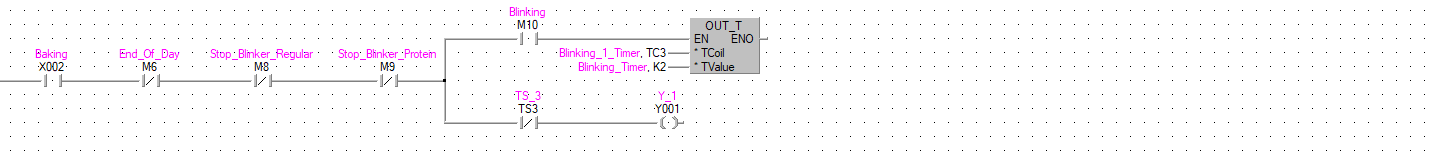 Blinking
M10
OUT_T
EN ENO
Baking End_Of_Day Stop_Blinker_Regular Stop_Blinker_Protein
Blinking_1_Timer, TC3 * TCoil
X002 M6 M8 M9
Blinking_Timer, K2 * TValue
TS_3 Y_1
TS3 Y001